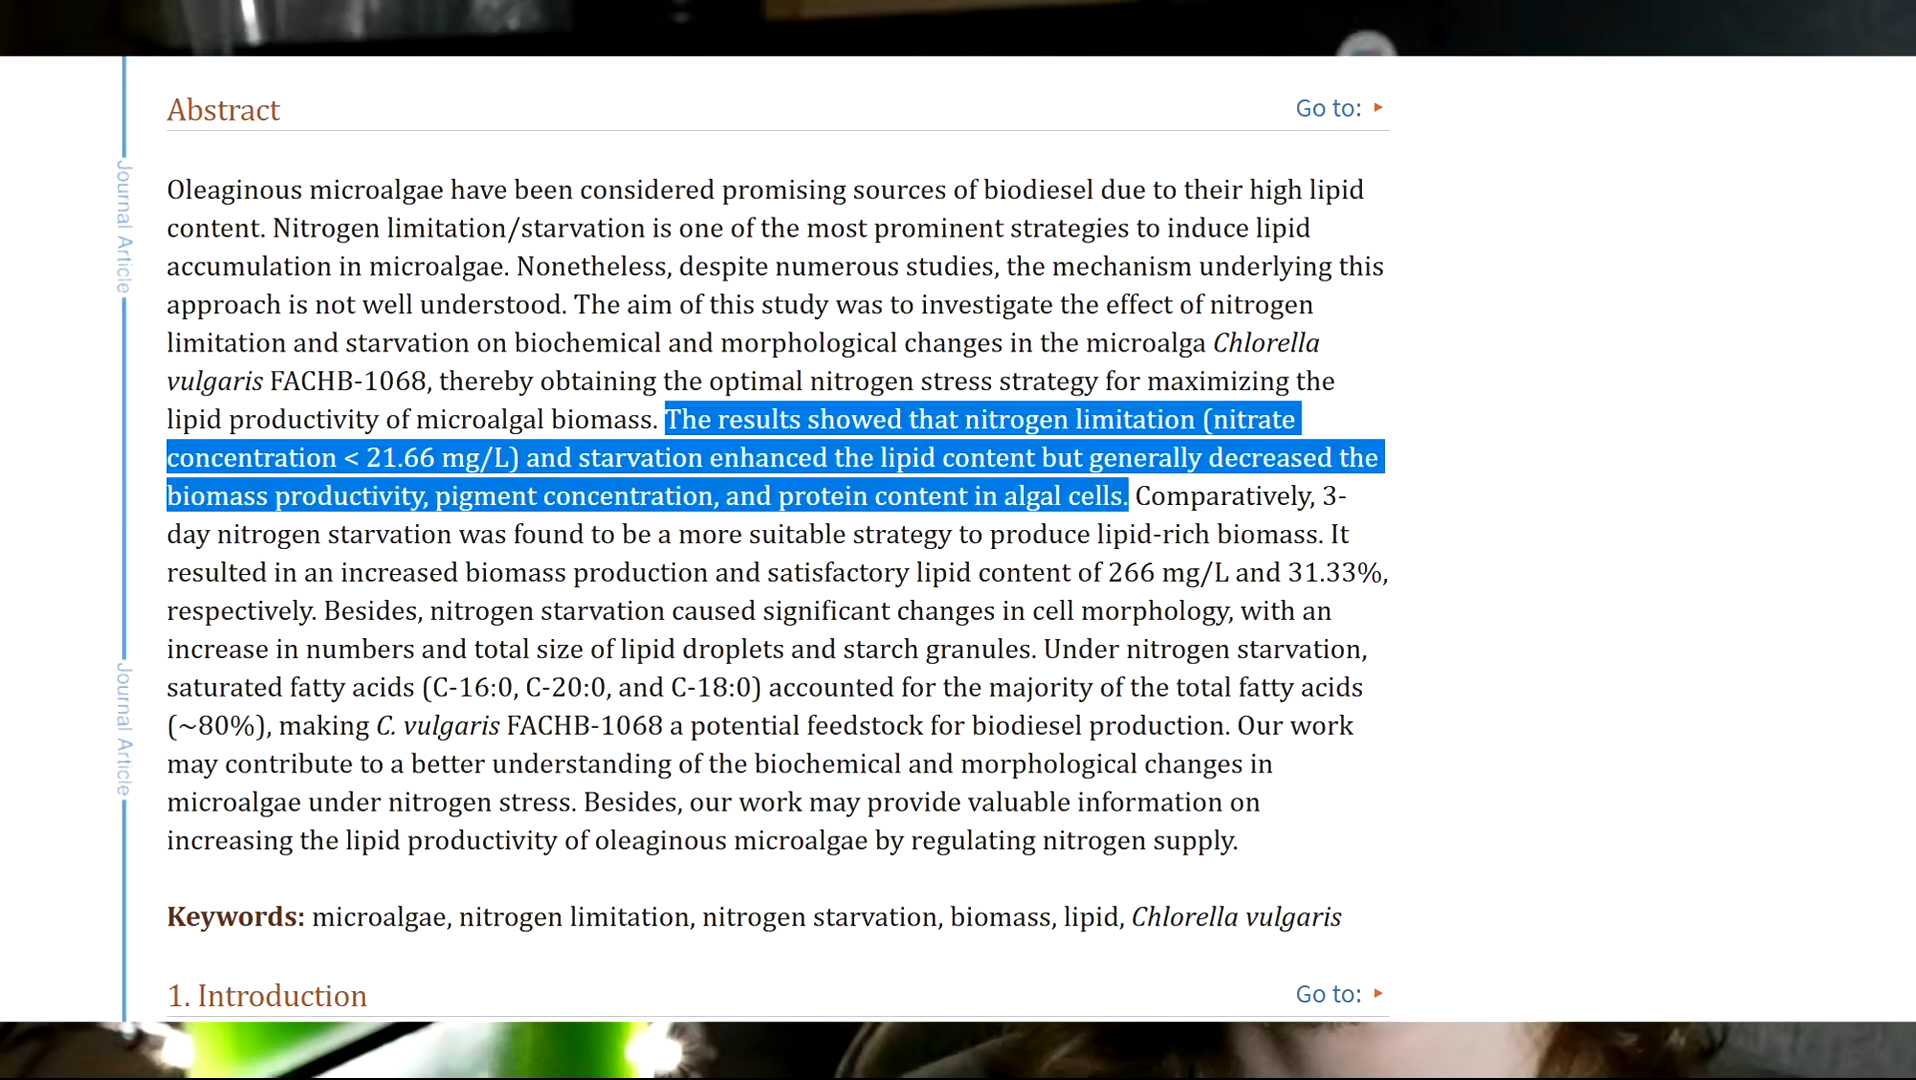 Abstract
Go to:
Journal Article
Oleaginous microalgae have been considered promising sources of biodiesel due to their high lipid
content. Nitrogen limitation/starvation is one of the most prominent strategies to induce lipid
accumulation in microalgae. Nonetheless, despite numerous studies, the mechanism underlying this
approach is not well understood. The aim of this study was to investigate the effect of nitrogen
limitation and starvation on biochemical and morphological changes in the microalga Chlorella
vulgaris FACHB-1068, thereby obtaining the optimal nitrogen stress strategy for maximizing the
lipid productivity of microalgal biomass. The results showed that nitrogen limitation (nitrate
concentration < 21.66 mg/L) and starvation enhanced the lipid content but generally decreased the
biomass productivity, pigment concentration, and protein content in algal cells. Comparatively, 3-
day nitrogen starvation was found to be a more suitable strategy to produce lipid-rich biomass. It
resulted in an increased biomass production and satisfactory lipid content of 266 mg/L and 31.33%,
respectively. Besides, nitrogen starvation caused significant changes in cell morphology, with an
increase in numbers and total size of lipid droplets and starch granules. Under nitrogen starvation,
saturated fatty acids (C-16:0, C-20:0, and C-18:0) accounted for the majority of the total fatty acids
(~80%), making C. vulgaris FACHB-1068 a potential feedstock for biodiesel production. Our work
may contribute to a better understanding of the biochemical and morphological changes in
microalgae under nitrogen stress. Besides, our work may provide valuable information on
increasing the lipid productivity of oleaginous microalgae by regulating nitrogen supply.
Journal Article
Keywords: microalgae, nitrogen limitation, nitrogen starvation, biomass, lipid, Chlorella vulgaris
1. Introduction
Go to: